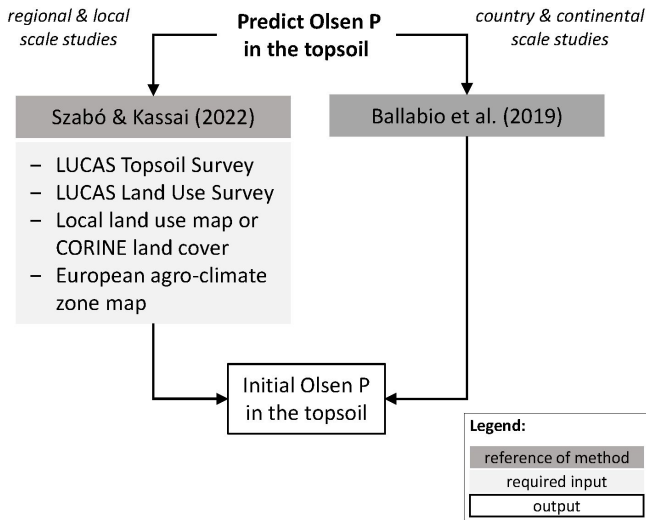 regional & local
scale studies
Predict Olsen P
in the topsoil
country & continental
scale studies
Szabó & Kassai (2022)
– LUCAS Topsoil Survey
– LUCAS Land Use Survey
– Local land use map or
CORINE land cover
– European agro-climate
zone map
Ballabio et al. (2019)
Initial Olsen P
in the topsoil
Legend:
reference of method
required input
output